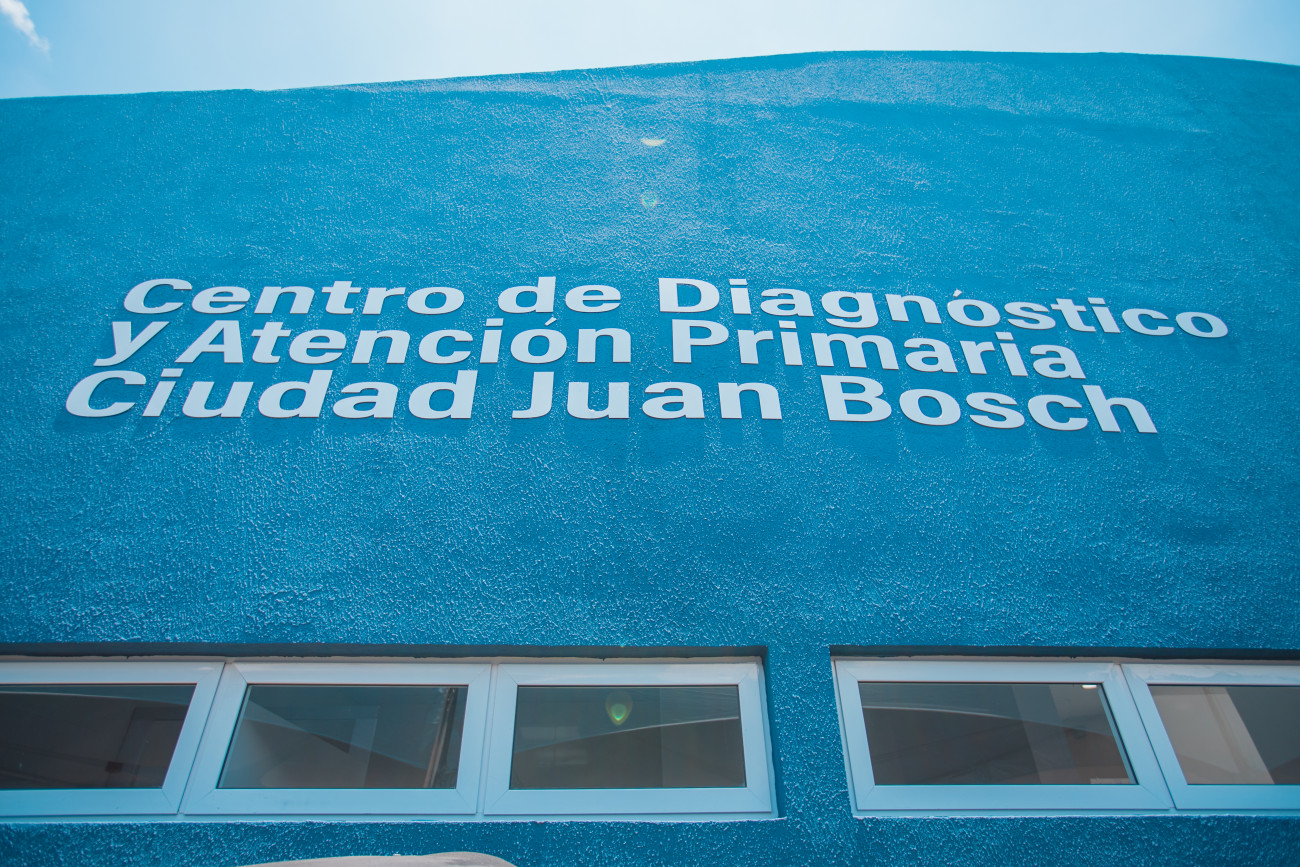 Centro de Diagnóstico
y Atención Primaria
Ciudad Juan Bosch